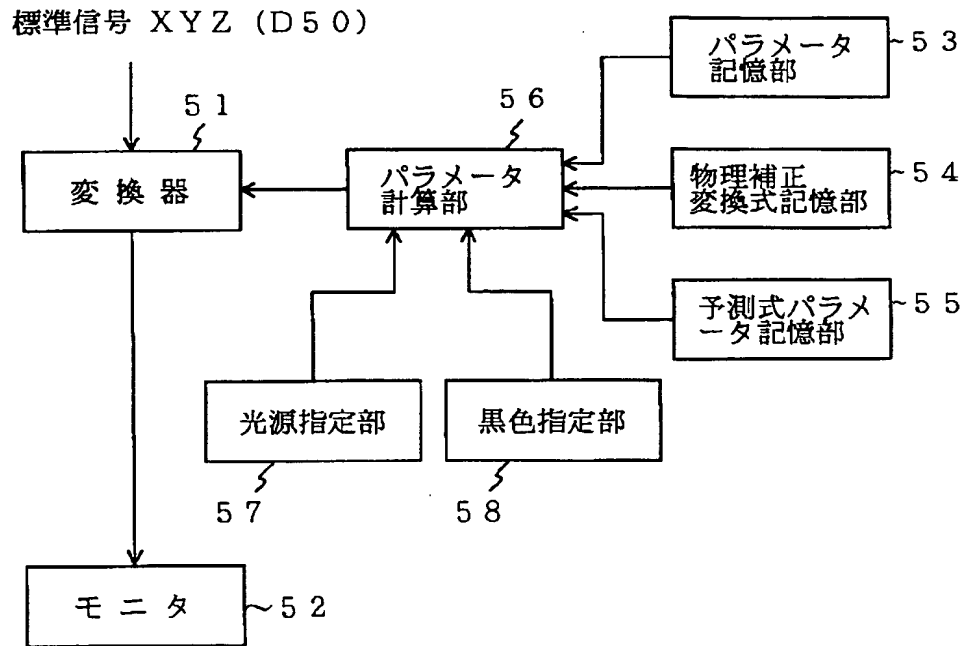 標準信号 XYZ (D50)
51
変換器
56
パラメータ
計算部
パラメータ
記憶部
53
物理補正
変換式記憶部
54
予測式パラメ
ータ記憶部
55
光源指定部
57
黒色指定部
58
モニタ
52